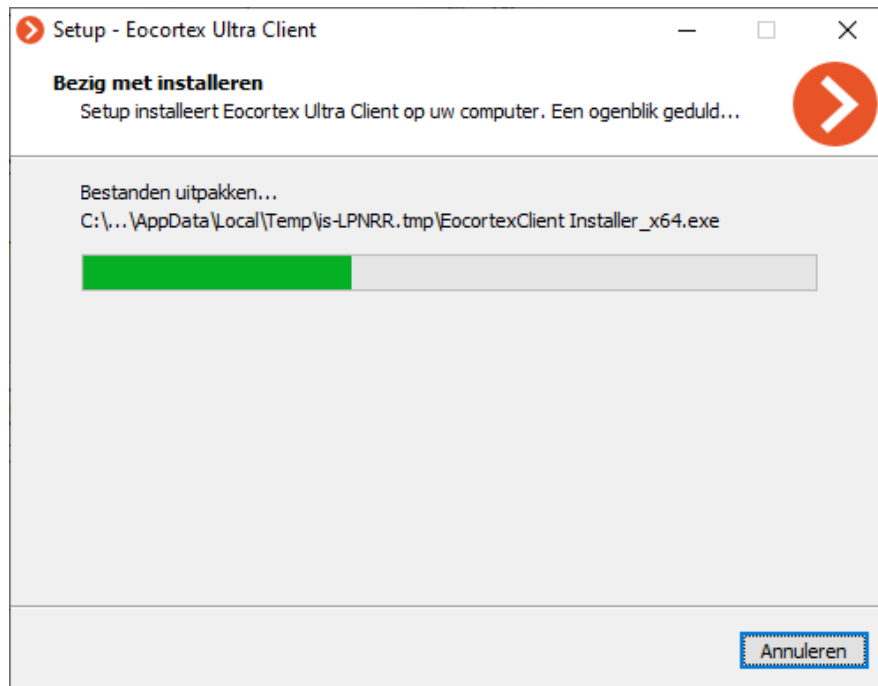 Setup - Eocortex Ultra Client
Bezig met installeren
Setup installeert Eocortex Ultra Client op uw computer. Een ogenblik geduld...
Bestanden uitpakken...
C:\...\AppData\Local\Temp\is-LPNRR.tmp\EocortexClient Installer_x64.exe
Annuleren